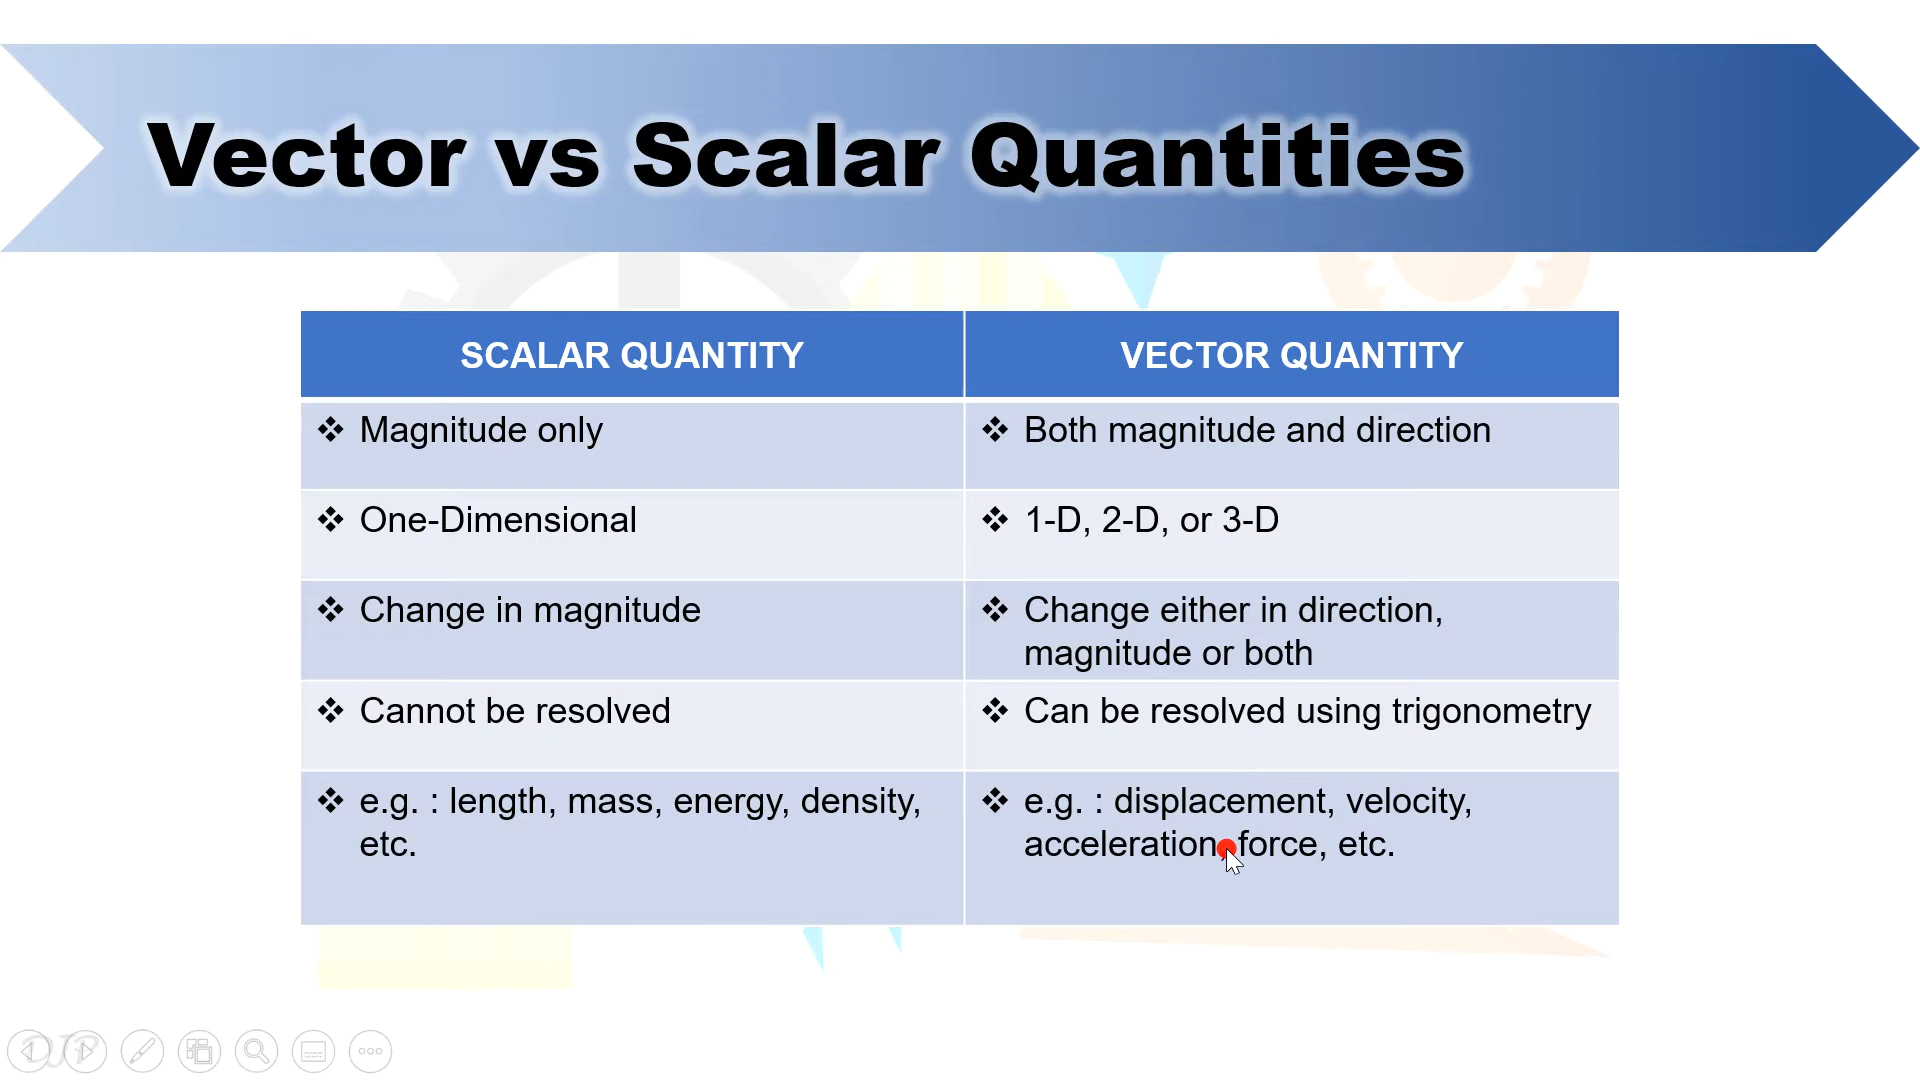 Vector vs Scalar Quantities
SCALAR QUANTITY
VECTOR QUANTITY
❖ Magnitude only
❖ Both magnitude and direction
❖ One-Dimensional
❖ 1-D, 2-D, or 3-D
❖ Change in magnitude
❖ Change either in direction,
magnitude or both
❖ Cannot be resolved
❖ Can be resolved using trigonometry
❖ e.g. : length, mass, energy, density,
etc.
❖ e.g. : displacement, velocity,
acceleration, force, etc.
DJP